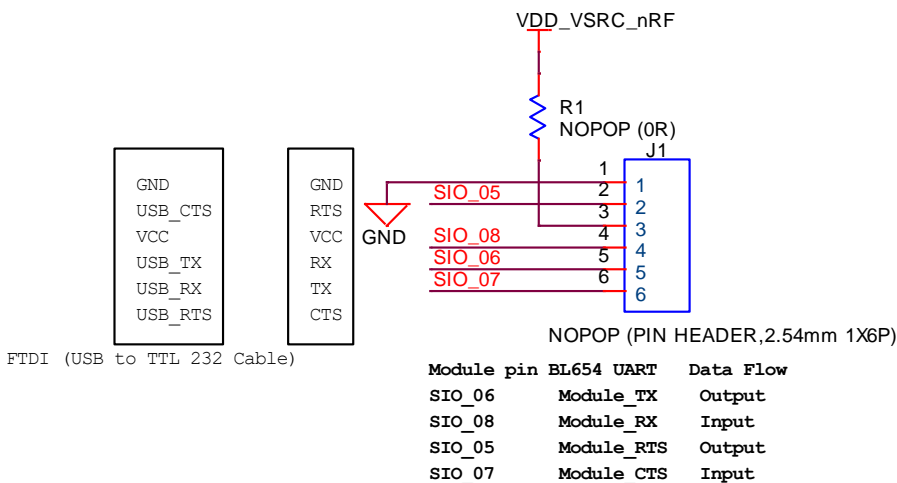 VDD_VSRC_nRF
R1
NOPOP (0R)
J1
GND
USB_CTS
VCC
USB_TX
USB_RX
USB_RTS
GND
RTS
VCC
RX
TX
CTS
GND
SIO_05
SIO_08
SIO_06
SIO_07
1
2
3
4
5
6
1
2
3
4
5
6
NOPOP (PIN HEADER,2.54mm 1X6P)
FTDI (USB to TTL 232 Cable)
Module pin BL654 UART Data Flow
SIO_06 Module_TX Output
SIO_08 Module_RX Input
SIO_05 Module_RTS Output
SIO_07 Module_CTS Input